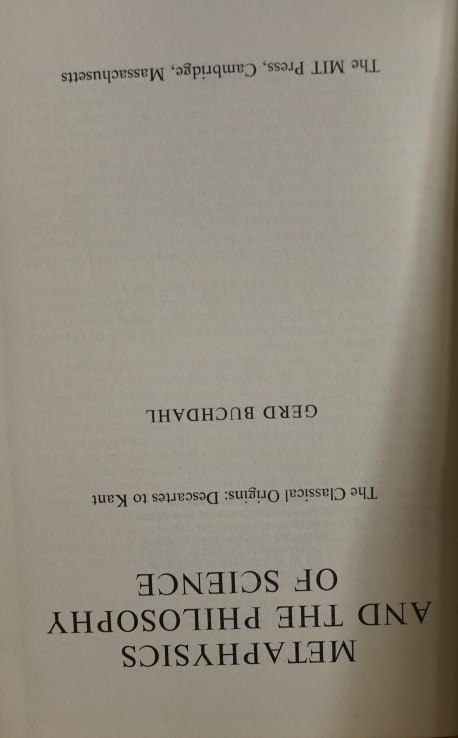 METAPHYSICS
AND THE PHILOSOPHY
OF SCIENCE
The Classical Origins: Descartes to Kant
GERD BUCHDAHL
The MIT Press, Cambridge, Massachusetts